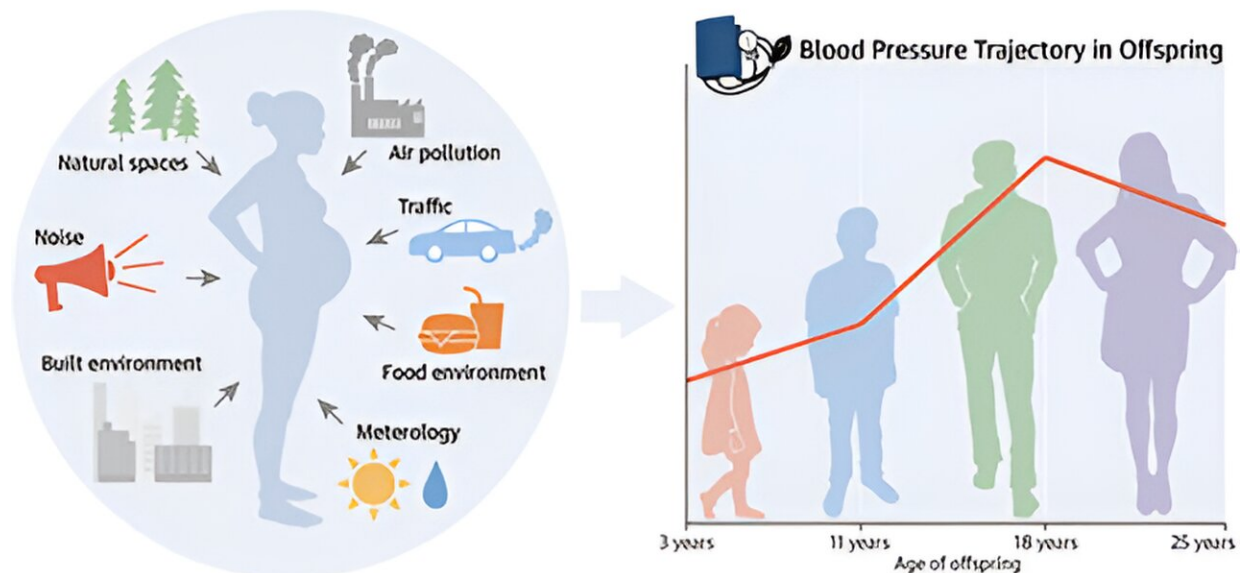 Natural spaces
Air pollution
Traffic
Noise
Food environment
Built environment
Meterology
Blood Pressure Trajectory in Offspring
3 years
11 years
18 years
25 years
Age of offspring